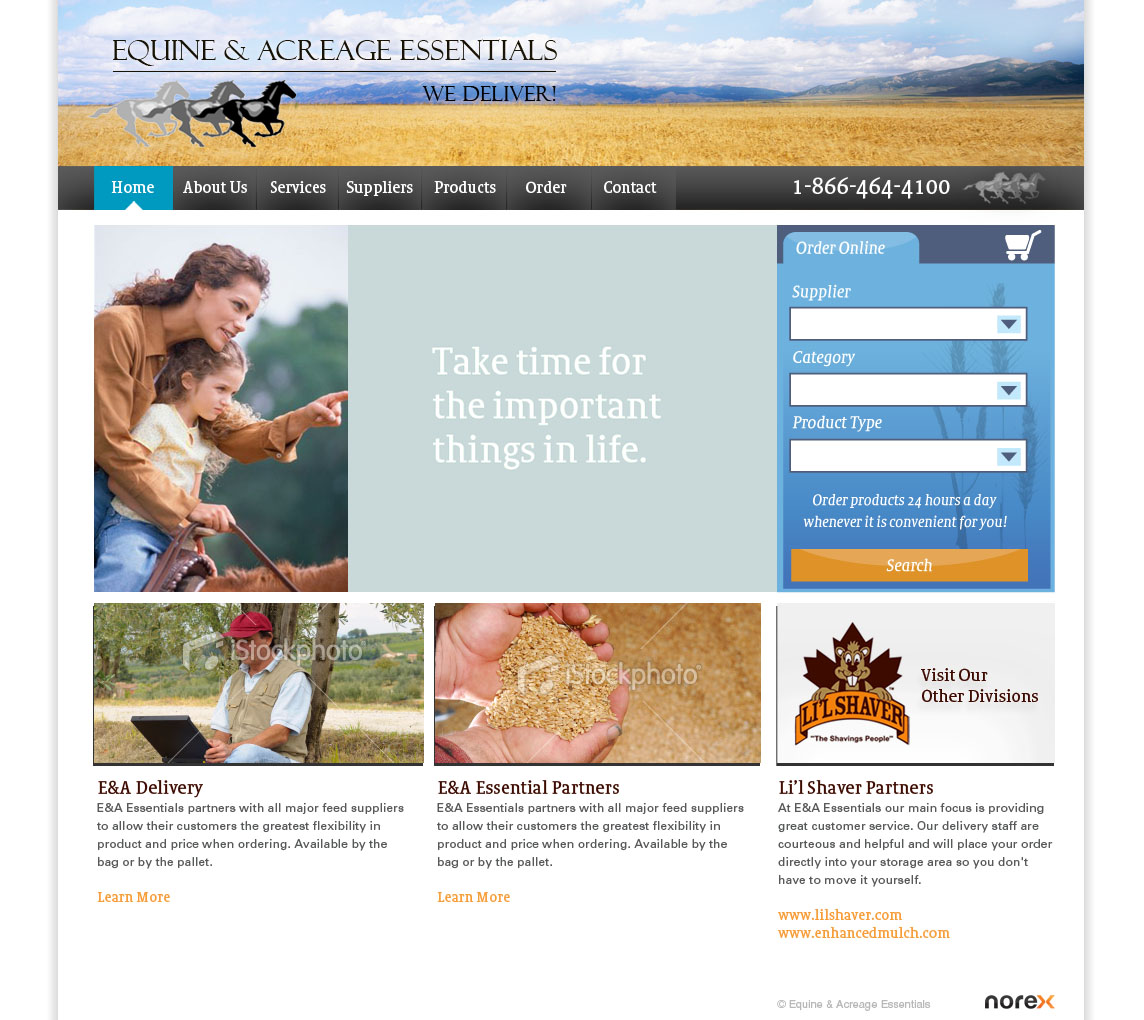 EQUINE & ACREAGE ESSENTIALS
WE DELIVER!
Home About Us Services Suppliers Products Order Contact 1-866-464-4100
Take time for
the important
things in life.
Order Online
Supplier
Category
Product Type
Order products 24 hours a day
whenever it is convenient for you!
Search
iStockphoto
iStockphoto
LI'L SHAVER
"The Shavings People"
Visit Our
Other Divisions
E&A Delivery
E&A Essentials partners with all major feed suppliers
to allow their customers the greatest flexibility in
product and price when ordering. Available by the
bag or by the pallet.
Learn More
E&A Essential Partners
E&A Essentials partners with all major feed suppliers
to allow their customers the greatest flexibility in
product and price when ordering. Available by the
bag or by the pallet.
Learn More
Li'l Shaver Partners
At E&A Essentials our main focus is providing
great customer service. Our delivery staff are
courteous and helpful and will place your order
directly into your storage area so you don't
have to move it yourself.
www.lilshaver.com
www.enhancedmulch.com
© Equine & Acreage Essentials
norex